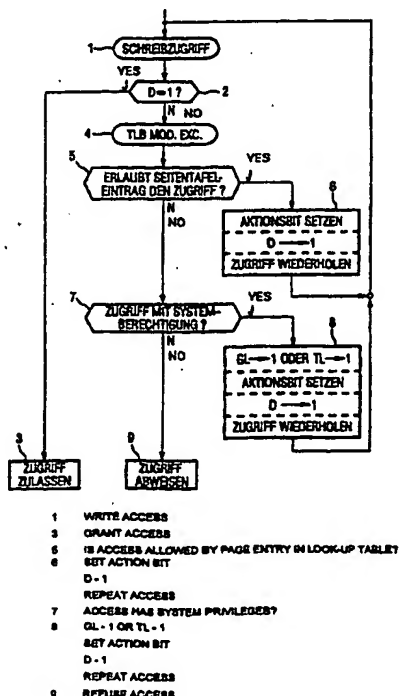 1
SCHREIBZUGRIFF
YES
D=1 ?
2
N NO
4
TLB MOD. EXC.
5
YES
ERLAUBT SEITENTAFEL-
EINTRAG DEN ZUGRIFF ?
6
N
NO
AKTIONSBIT SETZEN
D → 1
ZUGRIFF WIEDERHOLEN
7
YES
ZUGRIFF MIT SYSTEM-
BERECHTIGUNG ?
8
N
NO
GL → 1 ODER TL → 1
AKTIONSBIT SETZEN
D → 1
ZUGRIFF WIEDERHOLEN
3
9
ZUGRIFF
ZULASSEN
ZUGRIFF
ABWEISEN
1 WRITE ACCESS
3 GRANT ACCESS
5 IS ACCESS ALLOWED BY PAGE ENTRY IN LOOK-UP TABLE?
6 SET ACTION BIT
D - 1
REPEAT ACCESS
7 ACCESS HAS SYSTEM PRIVILEGES?
8 GL - 1 OR TL - 1
SET ACTION BIT
D - 1
REPEAT ACCESS
9 REFUSE ACCESS